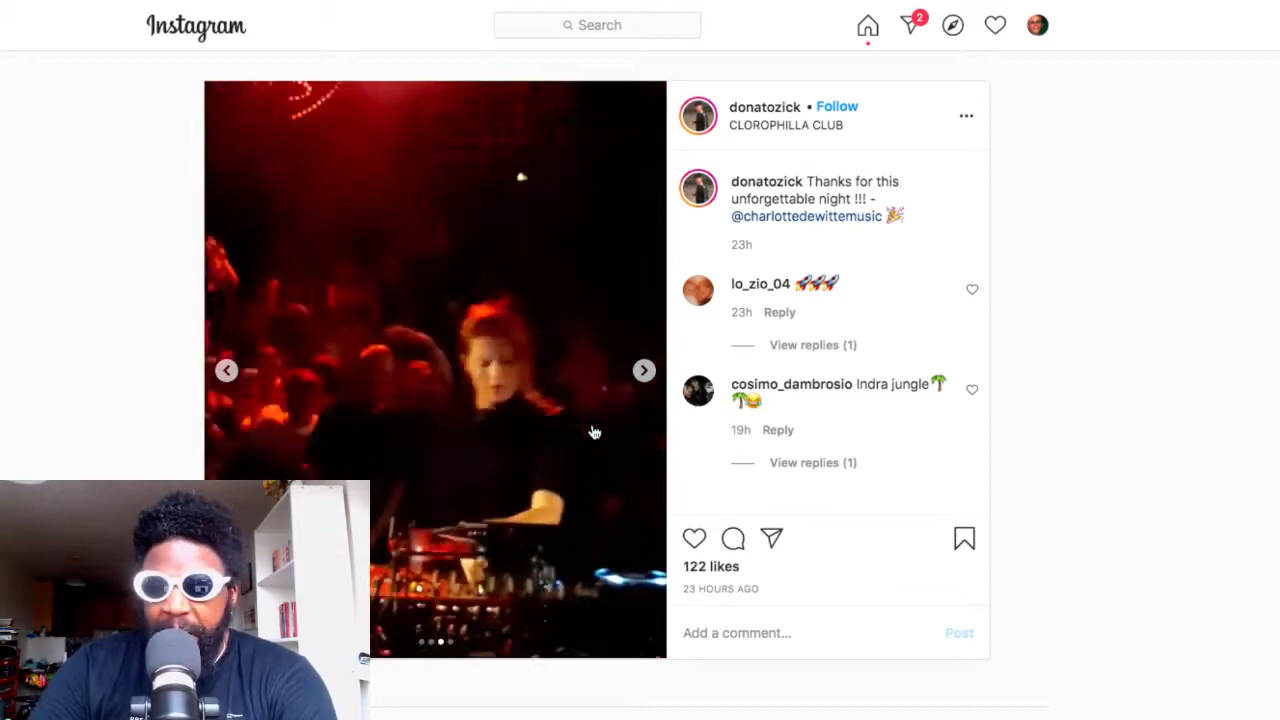 Instagram
Search
2
donatozick • Follow
CLOROPHILLA CLUB
donatozick Thanks for this
unforgettable night !!! -
@charlottedewittemusic 🎉
23h
lo_zio_04 🚀🚀🚀
23h Reply
View replies (1)
cosimo_dambrosio Indra jungle🌴
🌴😂
19h Reply
View replies (1)
122 likes
23 HOURS AGO
Add a comment... Post